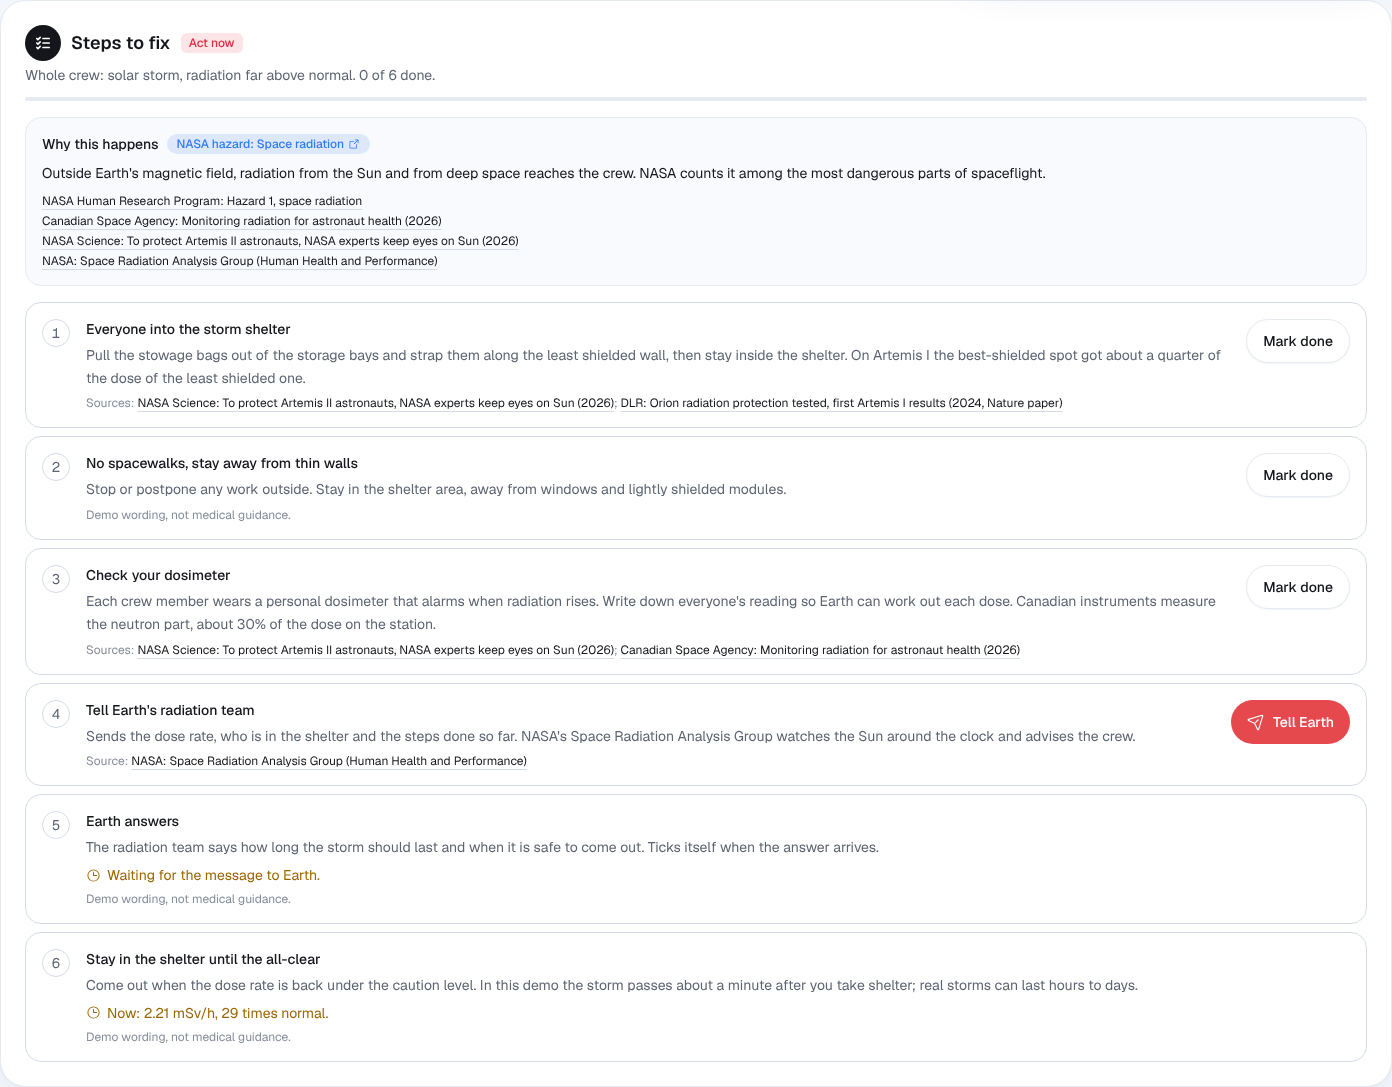 Steps to fix Act now
Whole crew: solar storm, radiation far above normal. 0 of 6 done.
Why this happens NASA hazard: Space radiation
Outside Earth's magnetic field, radiation from the Sun and from deep space reaches the crew. NASA counts it among the most dangerous parts of spaceflight.
NASA Human Research Program: Hazard 1, space radiation
Canadian Space Agency: Monitoring radiation for astronaut health (2026)
NASA Science: To protect Artemis II astronauts, NASA experts keep eyes on Sun (2026)
NASA: Space Radiation Analysis Group (Human Health and Performance)
1 Everyone into the storm shelter
Mark done
Pull the stowage bags out of the storage bays and strap them along the least shielded wall, then stay inside the shelter. On Artemis I the best-shielded spot got about a quarter of
the dose of the least shielded one.
Sources: NASA Science: To protect Artemis II astronauts, NASA experts keep eyes on Sun (2026); DLR: Orion radiation protection tested, first Artemis I results (2024, Nature paper)
2 No spacewalks, stay away from thin walls
Mark done
Stop or postpone any work outside. Stay in the shelter area, away from windows and lightly shielded modules.
Demo wording, not medical guidance.
3 Check your dosimeter
Mark done
Each crew member wears a personal dosimeter that alarms when radiation rises. Write down everyone's reading so Earth can work out each dose. Canadian instruments measure
the neutron part, about 30% of the dose on the station.
Sources: NASA Science: To protect Artemis II astronauts, NASA experts keep eyes on Sun (2026); Canadian Space Agency: Monitoring radiation for astronaut health (2026)
4 Tell Earth's radiation team
Tell Earth
Sends the dose rate, who is in the shelter and the steps done so far. NASA's Space Radiation Analysis Group watches the Sun around the clock and advises the crew.
Source: NASA: Space Radiation Analysis Group (Human Health and Performance)
5 Earth answers
The radiation team says how long the storm should last and when it is safe to come out. Ticks itself when the answer arrives.
Waiting for the message to Earth.
Demo wording, not medical guidance.
6 Stay in the shelter until the all-clear
Come out when the dose rate is back under the caution level. In this demo the storm passes about a minute after you take shelter; real storms can last hours to days.
Now: 2.21 mSv/h, 29 times normal.
Demo wording, not medical guidance.